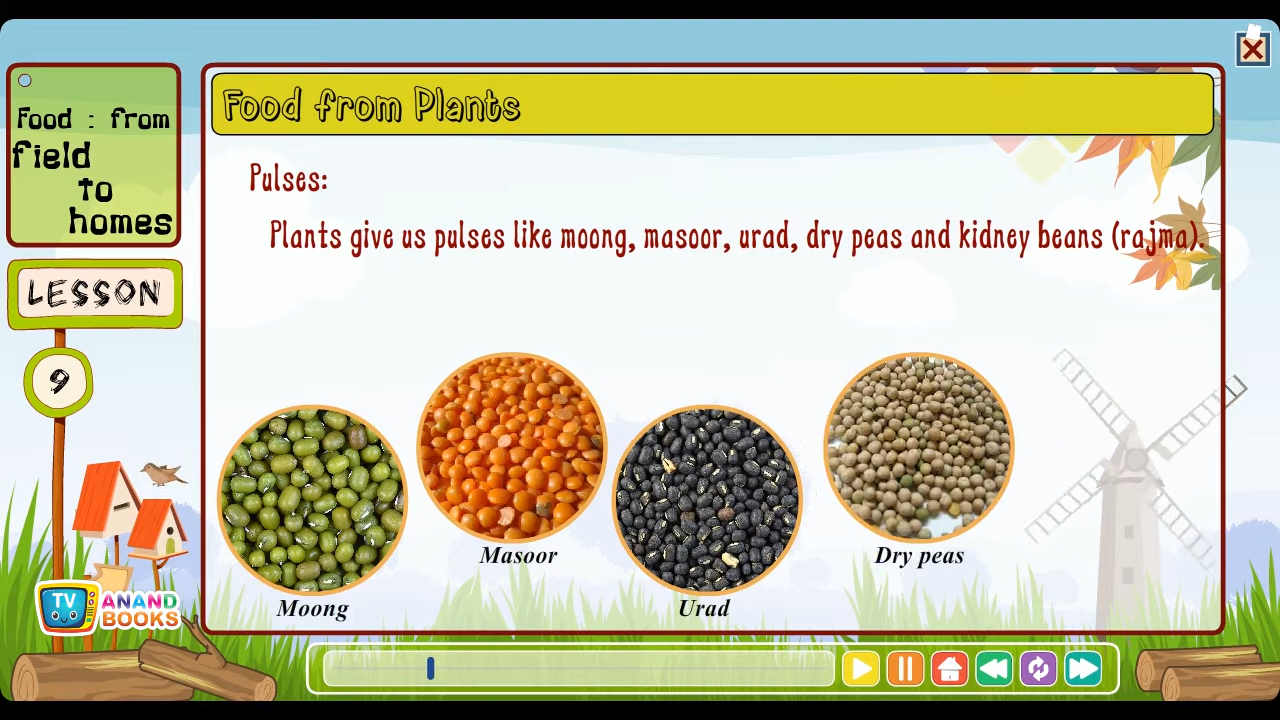 Food from Plants
Food : from
field
to
homes
LESSON
9
Pulses:
Plants give us pulses like moong, masoor, urad, dry peas and kidney beans (rajma).
Masoor
Dry peas
Moong
Urad
TV
ANAND
BOOKS